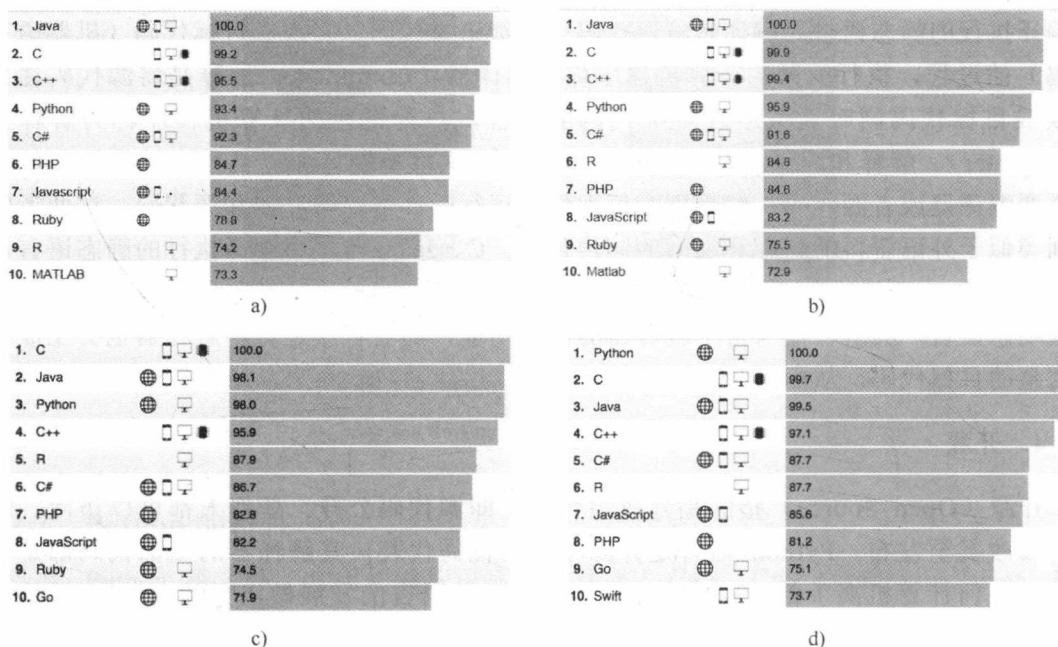 1. Java 100.0
2. C 99.2
3. C++ 95.5
4. Python 93.4
5. C# 92.3
6. PHP 84.7
7. Javascript 84.4
8. Ruby 78.8
9. R 74.2
10. MATLAB 73.3
a)
1. Java 100.0
2. C 99.9
3. C++ 99.4
4. Python 95.9
5. C# 91.6
6. R 84.8
7. PHP 84.6
8. JavaScript 83.2
9. Ruby 75.5
10. Matlab 72.9
b)
1. C 100.0
2. Java 98.1
3. Python 98.0
4. C++ 95.9
5. R 87.9
6. C# 86.7
7. PHP 82.8
8. JavaScript 82.2
9. Ruby 74.5
10. Go 71.9
c)
1. Python 100.0
2. C 99.7
3. Java 99.5
4. C++ 97.1
5. C# 87.7
6. R 87.7
7. JavaScript 85.6
8. PHP 81.2
9. Go 75.1
10. Swift 73.7
d)